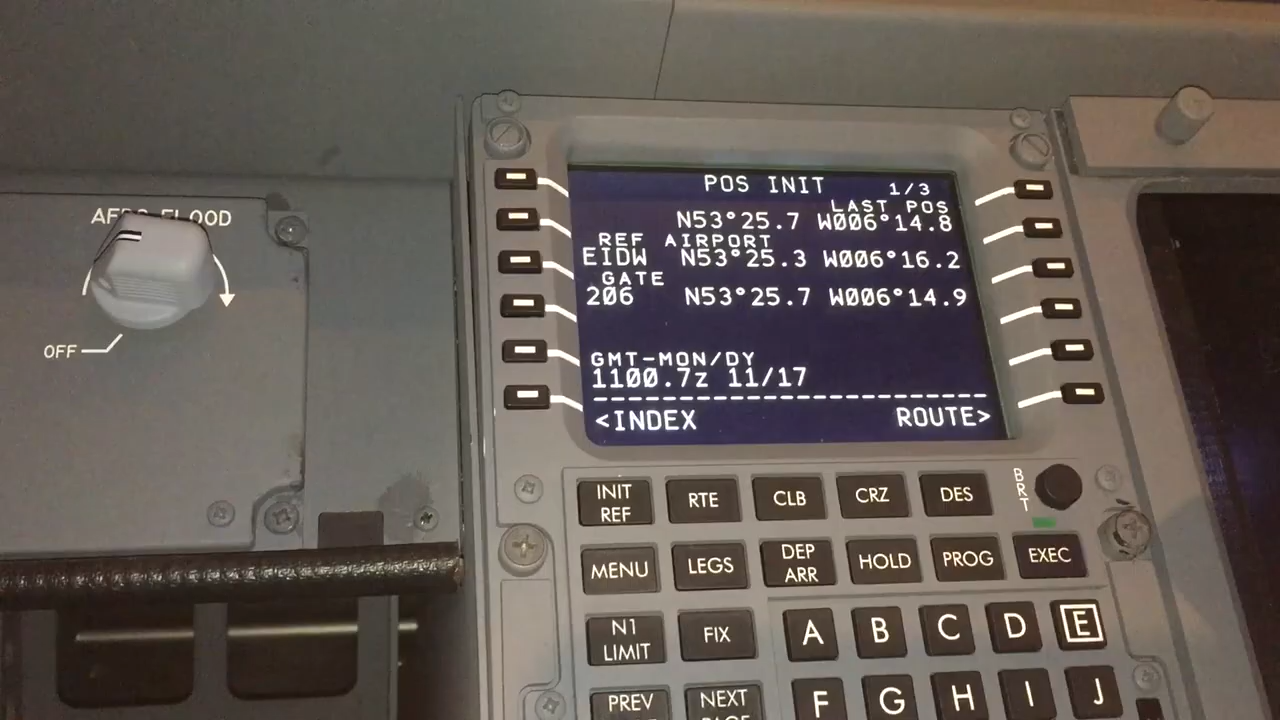 AFDS FLOOD
OFF
POS INIT 1/3
LAST POS
N53°25.7 W006°14.8
REF AIRPORT
EIDW N53°25.3 W006°16.2
GATE
206 N53°25.7 W006°14.9
GMT-MON/DY
1100.7z 11/17
<INDEX ROUTE>
INIT REF
RTE
CLB
CRZ
DES
BRT
MENU
LEGS
DEP ARR
HOLD
PROG
EXEC
N1 LIMIT
FIX
A
B
C
D
E
PREV
NEXT
F
G
H
I
J